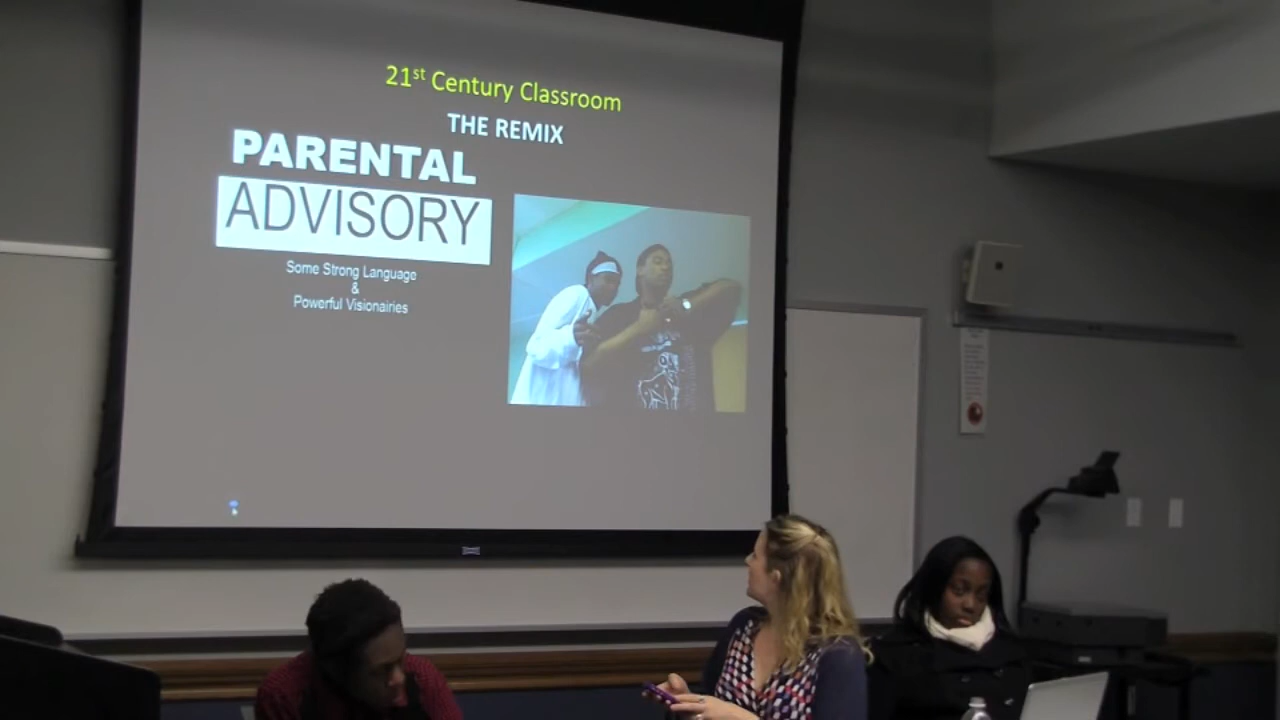 21st Century Classroom
THE REMIX
PARENTAL
ADVISORY
Some Strong Language
&
Powerful Visionairies